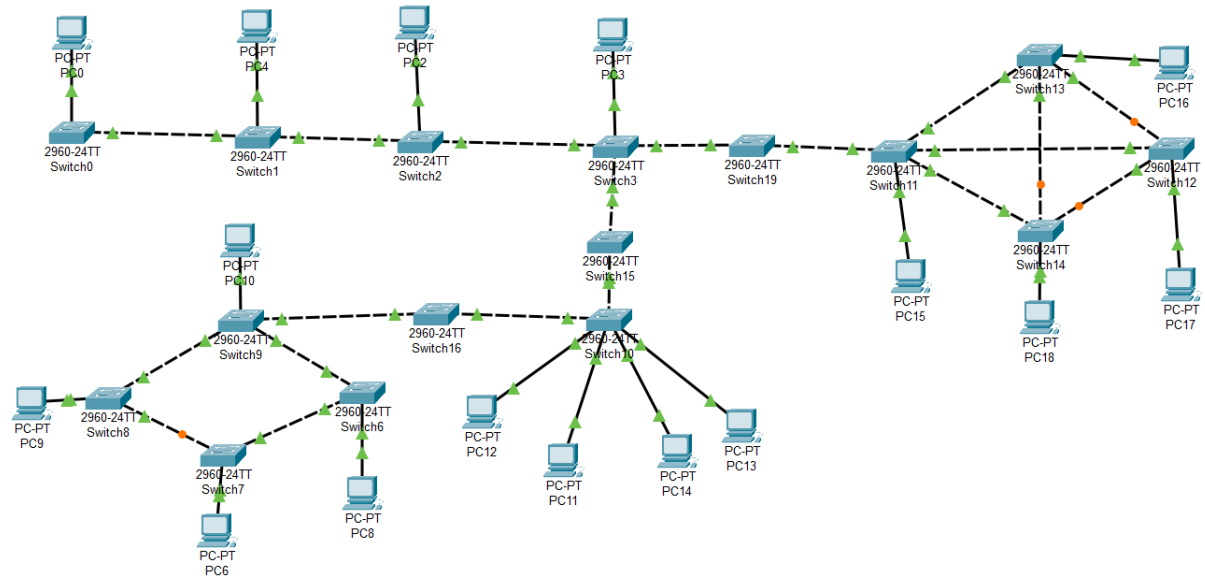 PC-PT
PC0
PC-PT
PC4
PC-PT
PC2
PC-PT
PC3
2960-24TT
Switch13
PC-PT
PC16
2960-24TT
Switch0
2960-24TT
Switch1
2960-24TT
Switch2
2960-24TT
Switch3
2960-24TT
Switch19
2960-24TT
Switch11
2960-24TT
Switch12
PC-PT
PC10
2960-24TT
Switch15
2960-24TT
Switch14
PC-PT
PC15
PC-PT
PC17
2960-24TT
Switch9
2960-24TT
Switch16
2960-24TT
Switch10
PC-PT
PC18
PC-PT
PC9
2960-24TT
Switch8
2960-24TT
Switch6
PC-PT
PC12
PC-PT
PC13
2960-24TT
Switch7
PC-PT
PC11
PC-PT
PC14
PC-PT
PC8
PC-PT
PC6